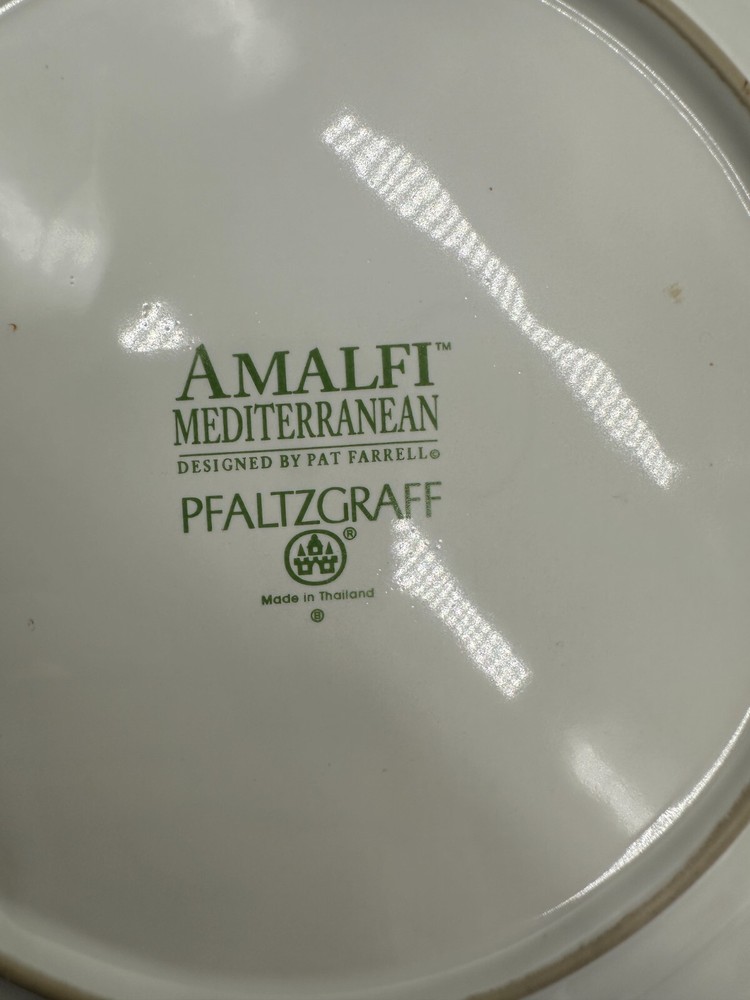 AMALFI™
MEDITERRANEAN
DESIGNED BY PAT FARRELL©
PFALTZGRAFF
®
Made in Thailand
Ⓑ